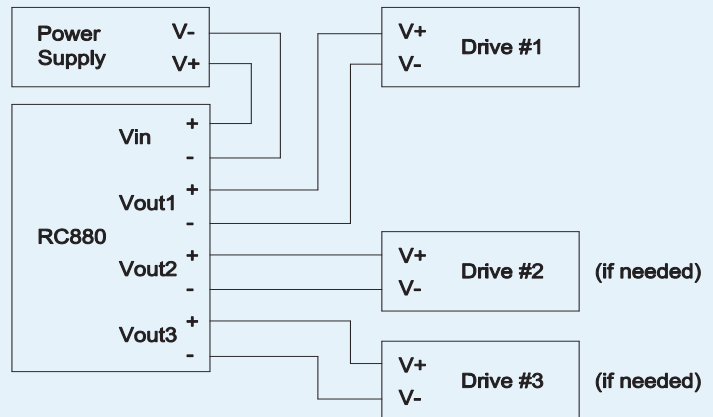 Power Supply
V-
V+
V+
V-
Drive #1
RC880
Vin
+
-
Vout1
+
-
Vout2
+
-
Vout3
+
-
V+
V-
Drive #2
(if needed)
V+
V-
Drive #3
(if needed)